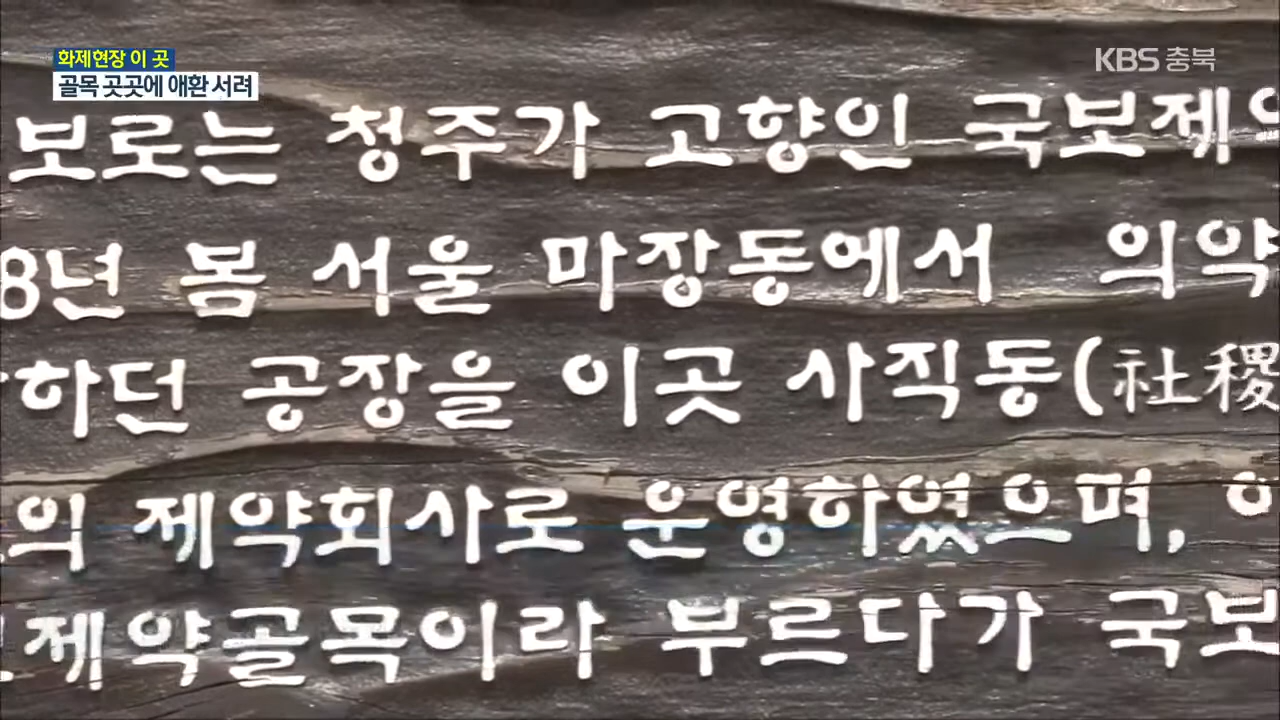 화제현장 이 곳
골목 곳곳에 애환 서려
KBS 충북
보로는 청주가 고향인 국보제
8년 봄 서울 마장동에서 의약
하던 공장을 이곳 사직동(社稷
의 제약회사로 운영하였으며,
제약골목이라 부르다가 국보